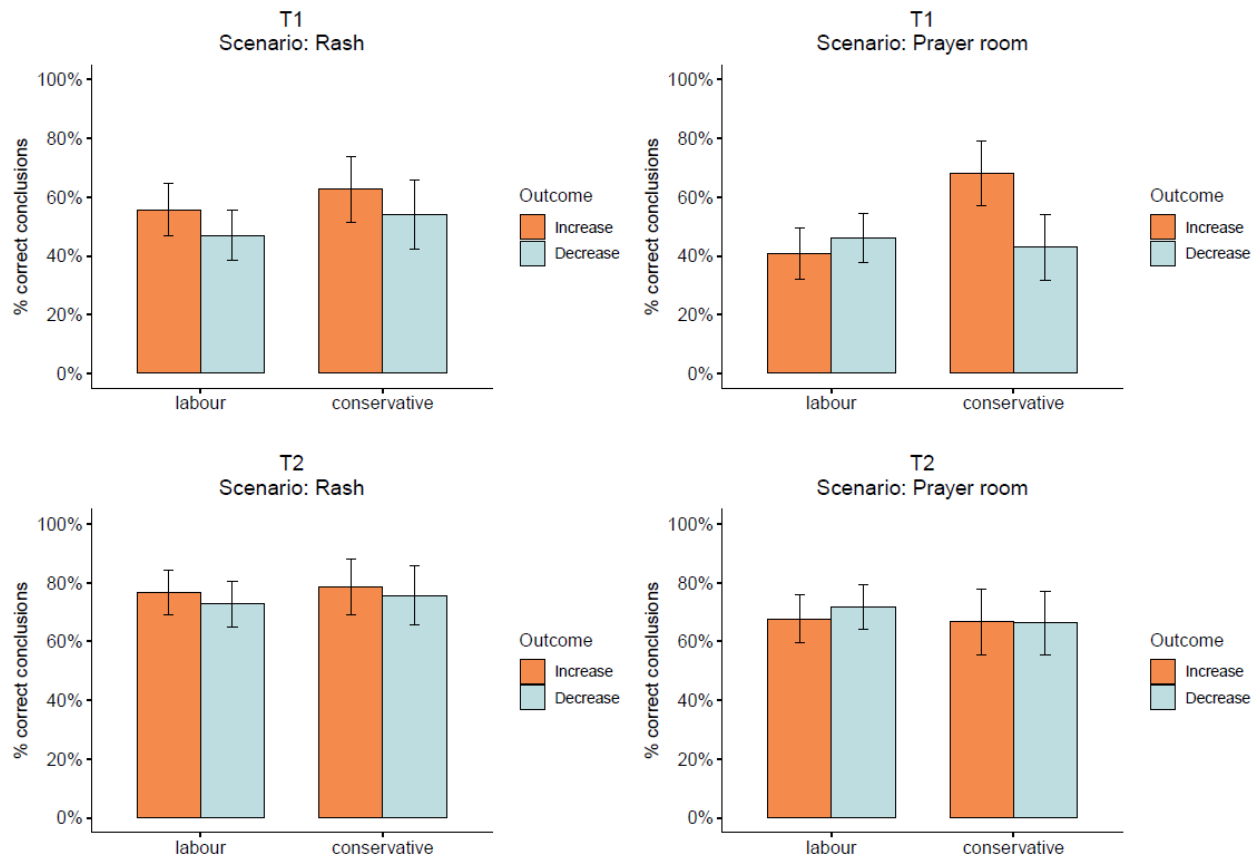 T1
Scenario: Rash
% correct conclusions
100%
80%
60%
40%
20%
0%
labour conservative
Outcome
Increase
Decrease
T1
Scenario: Prayer room
% correct conclusions
100%
80%
60%
40%
20%
0%
labour conservative
Outcome
Increase
Decrease
T2
Scenario: Rash
% correct conclusions
100%
80%
60%
40%
20%
0%
labour conservative
Outcome
Increase
Decrease
T2
Scenario: Prayer room
% correct conclusions
100%
80%
60%
40%
20%
0%
labour conservative
Outcome
Increase
Decrease